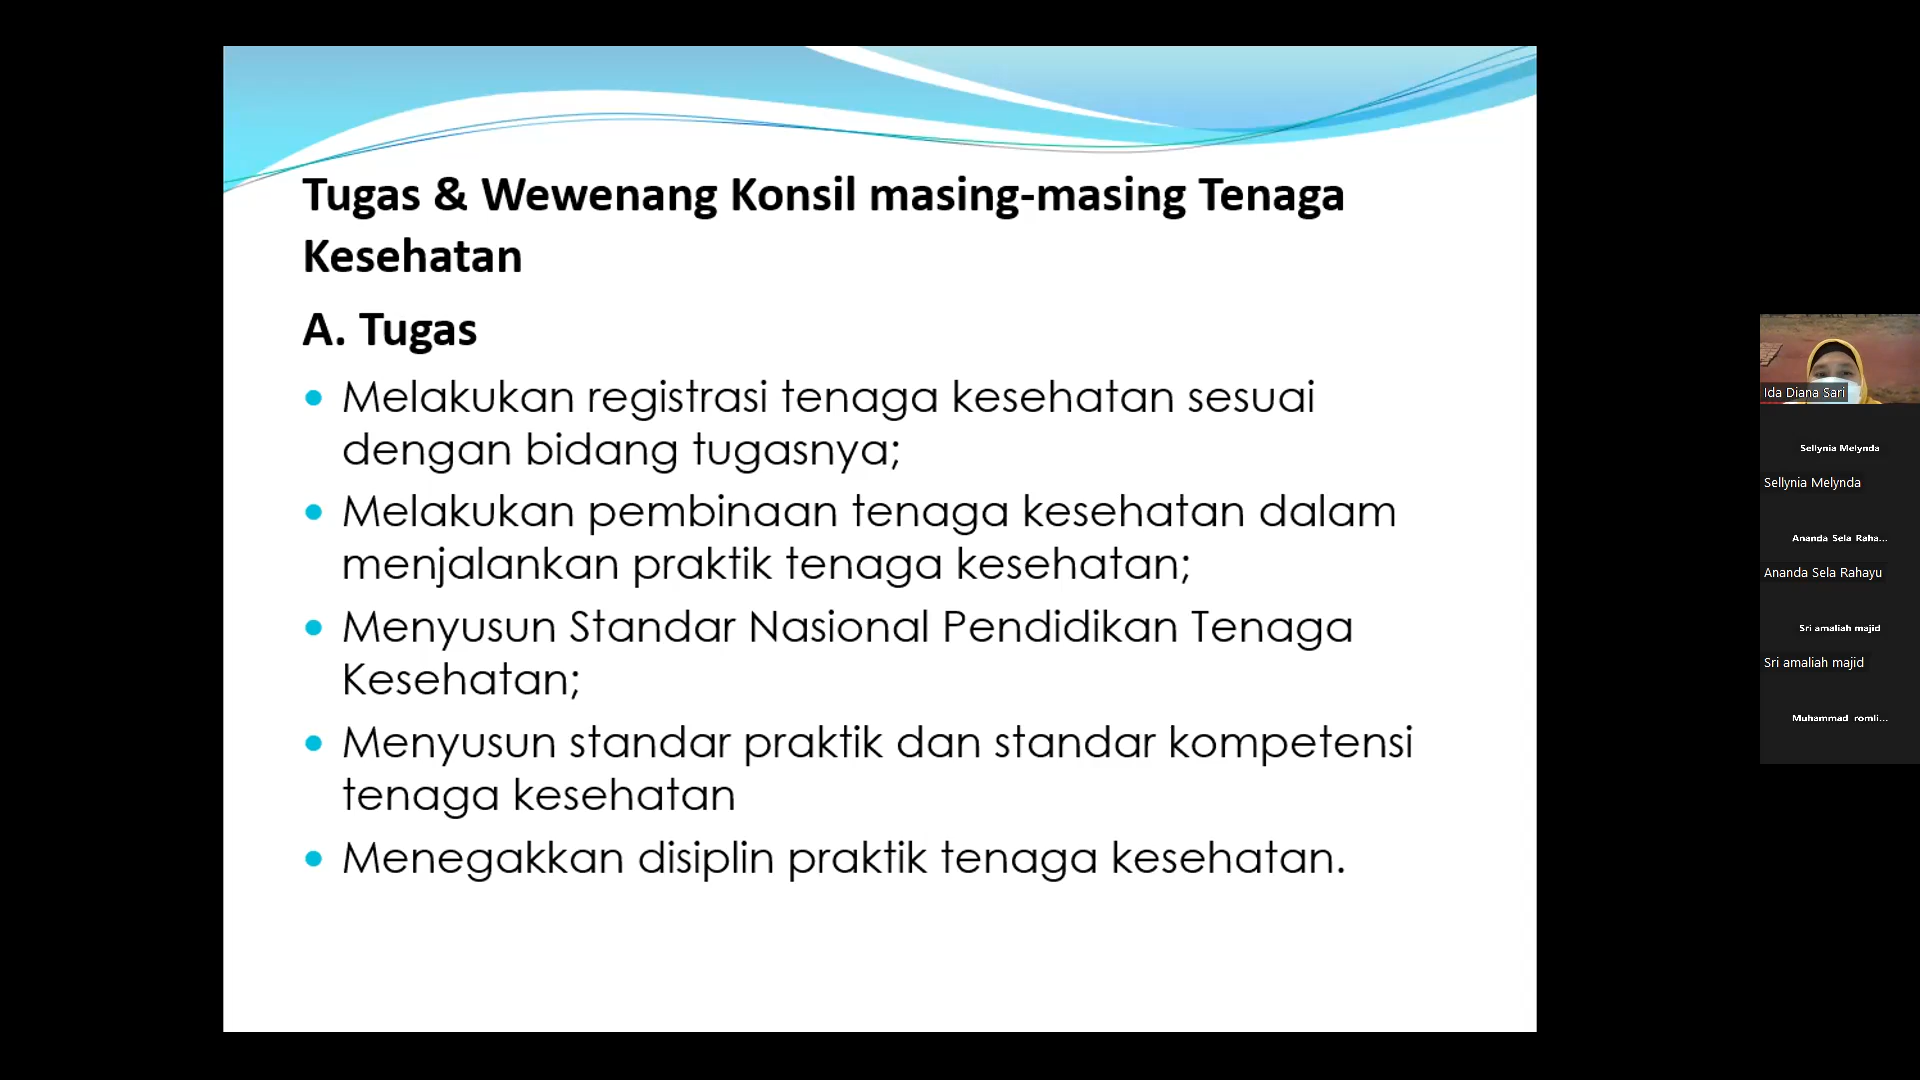 Tugas & Wewenang Konsil masing-masing Tenaga
Kesehatan
A. Tugas
• Melakukan registrasi tenaga kesehatan sesuai
dengan bidang tugasnya;
• Melakukan pembinaan tenaga kesehatan dalam
menjalankan praktik tenaga kesehatan;
• Menyusun Standar Nasional Pendidikan Tenaga
Kesehatan;
• Menyusun standar praktik dan standar kompetensi
tenaga kesehatan
• Menegakkan disiplin praktik tenaga kesehatan.
Ida Diana Sari
Sellynia Melynda
Sellynia Melynda
Ananda Sela Raha...
Ananda Sela Rahayu
Sri amaliah majid
Sri amaliah majid
Muhammad romli...